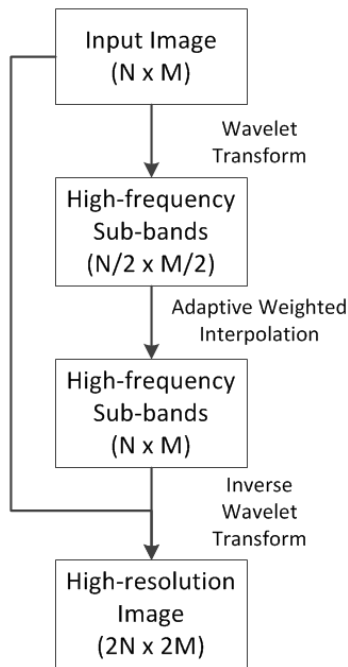 Input Image
(N x M)
Wavelet
Transform
High-frequency
Sub-bands
(N/2 x M/2)
Adaptive Weighted
Interpolation
High-frequency
Sub-bands
(N x M)
Inverse
Wavelet
Transform
High-resolution
Image
(2N x 2M)